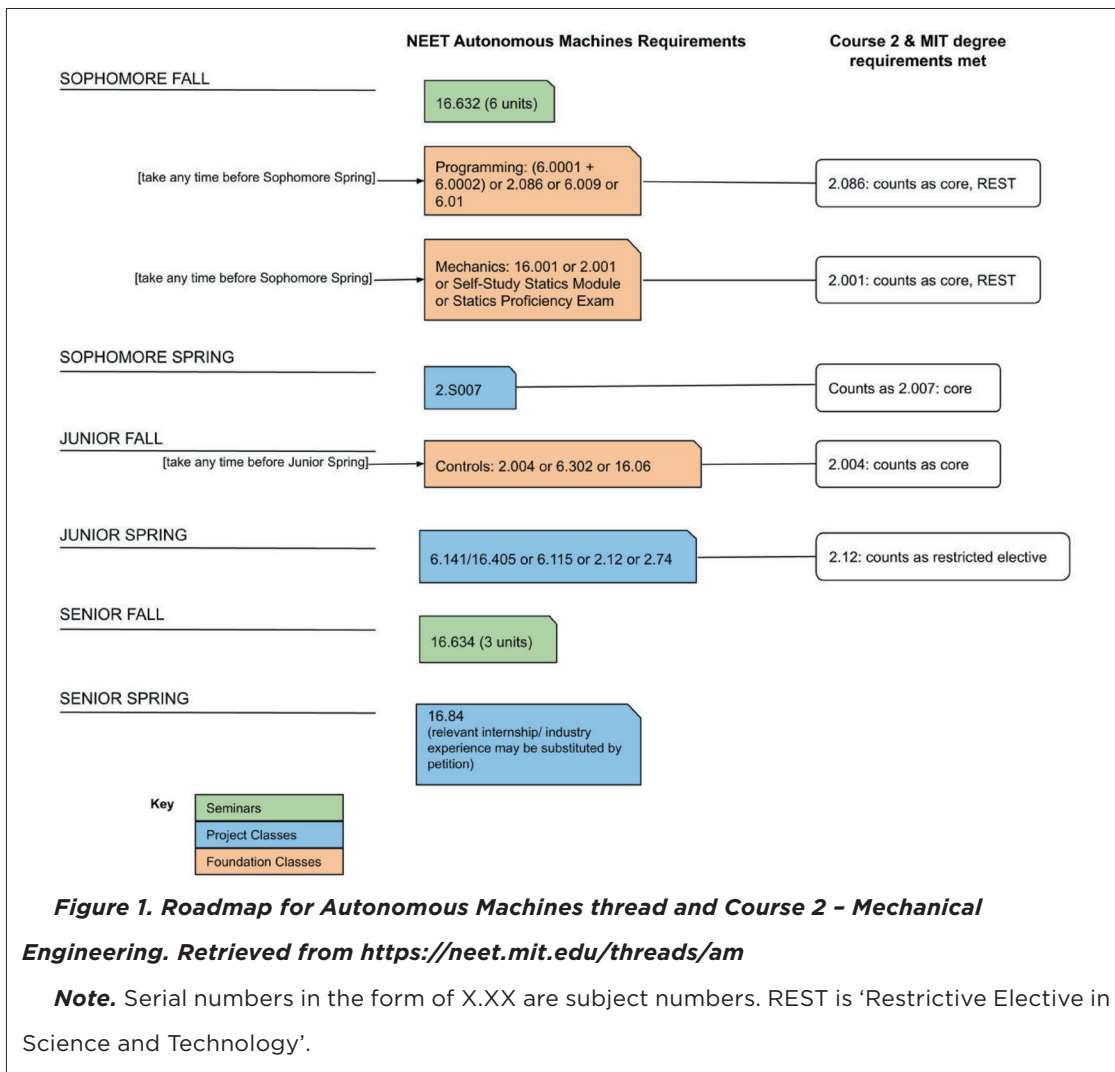 NEET Autonomous Machines Requirements
Course 2 & MIT degree
requirements met
SOPHOMORE FALL
16.632 (6 units)
[take any time before Sophomore Spring]
Programming: (6.0001 +
6.0002) or 2.086 or 6.009 or
6.01
2.086: counts as core, REST
[take any time before Sophomore Spring]
Mechanics: 16.001 or 2.001
or Self-Study Statics Module
or Statics Proficiency Exam
2.001: counts as core, REST
SOPHOMORE SPRING
2.S007
Counts as 2.007: core
JUNIOR FALL
[take any time before Junior Spring]
Controls: 2.004 or 6.302 or 16.06
2.004: counts as core
JUNIOR SPRING
6.141/16.405 or 6.115 or 2.12 or 2.74
2.12: counts as restricted elective
SENIOR FALL
16.634 (3 units)
SENIOR SPRING
16.84
(relevant internship/ industry
experience may be substituted by
petition)
Key
Seminars
Project Classes
Foundation Classes
Figure 1. Roadmap for Autonomous Machines thread and Course 2 – Mechanical
Engineering. Retrieved from https://neet.mit.edu/threads/am
Note. Serial numbers in the form of X.XX are subject numbers. REST is ‘Restrictive Elective in
Science and Technology’.